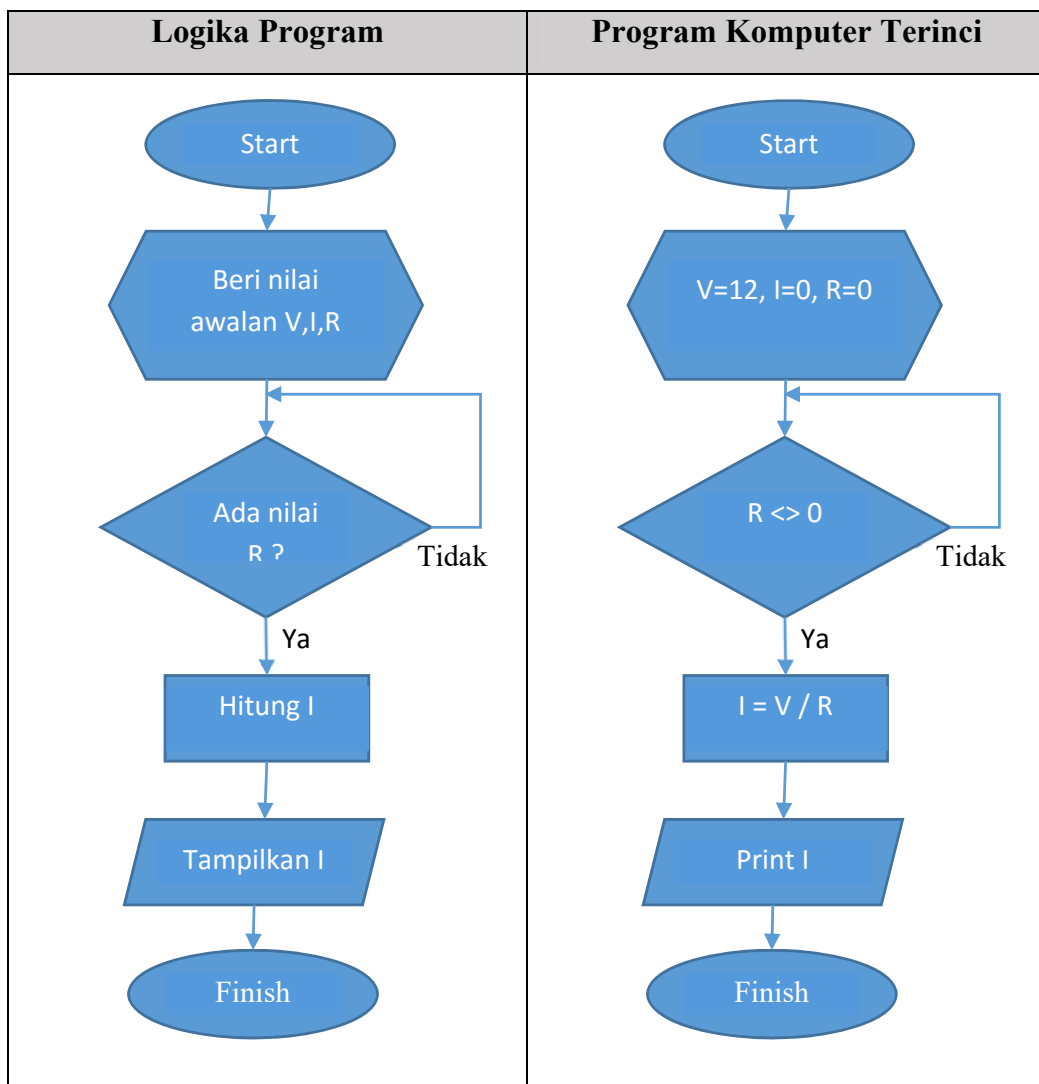 Logika Program
Start
Beri nilai
awalan V,I,R
Ada nilai
R ?
Tidak
Ya
Hitung I
Tampilkan I
Finish
Program Komputer Terinci
Start
V=12, I=0, R=0
R <> 0
Tidak
Ya
I = V / R
Print I
Finish